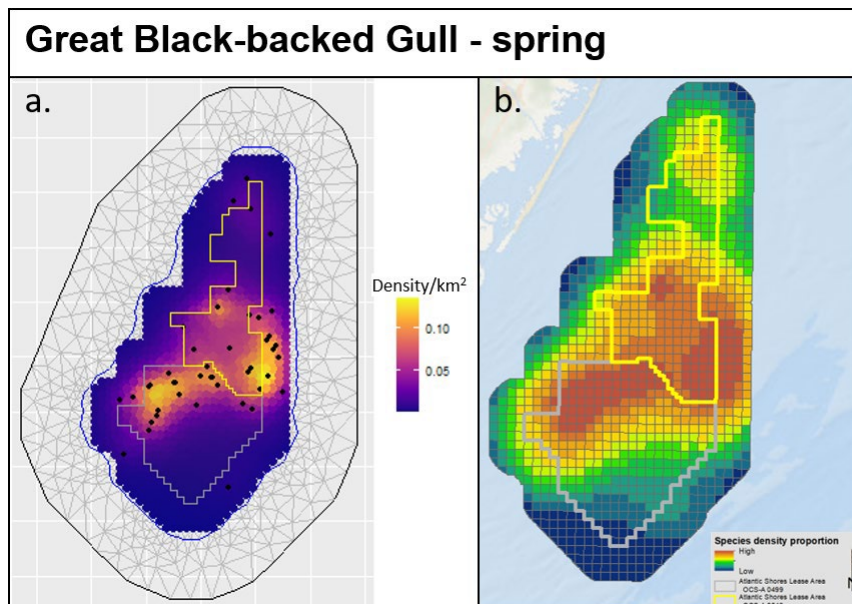 Great Black-backed Gull - spring
a.
b.
Density/km2
0.10
0.05
Species density proportion
High
Low
Atlantic Shores Lease Area
OCS-A 0499
Atlantic Shores Lease Area
N